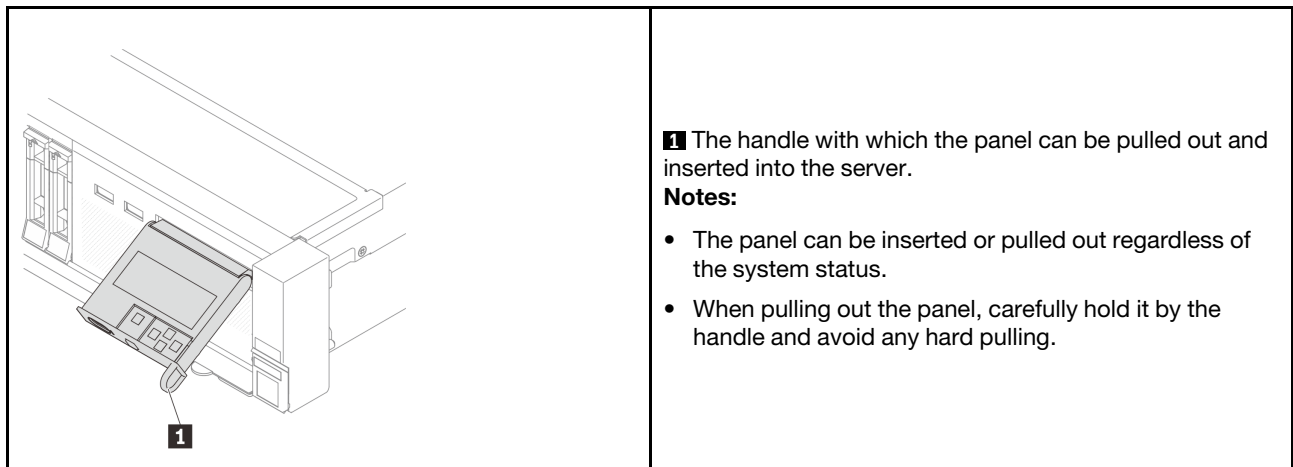 1
1 The handle with which the panel can be pulled out and
inserted into the server.
Notes:
• The panel can be inserted or pulled out regardless of
the system status.
• When pulling out the panel, carefully hold it by the
handle and avoid any hard pulling.